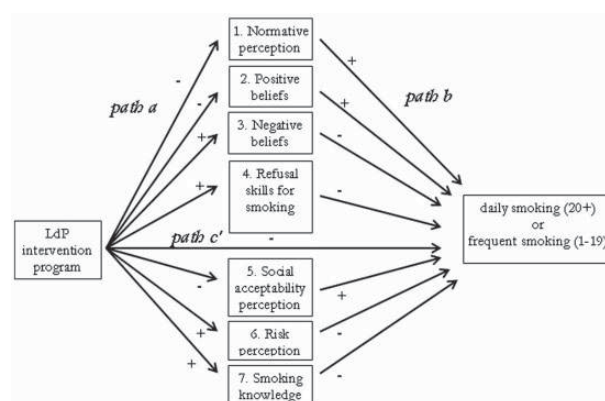 1. Normative
perception
-
+
path a
path b
2. Positive
beliefs
-
+
3. Negative
beliefs
+
-
4. Refusal
skills for
smoking
+
-
LdP
intervention
program
path c'
-
daily smoking (20+)
or
frequent smoking (1-19)
5. Social
acceptability
perception
-
+
6. Risk
perception
+
-
7. Smoking
knowledge
+
-